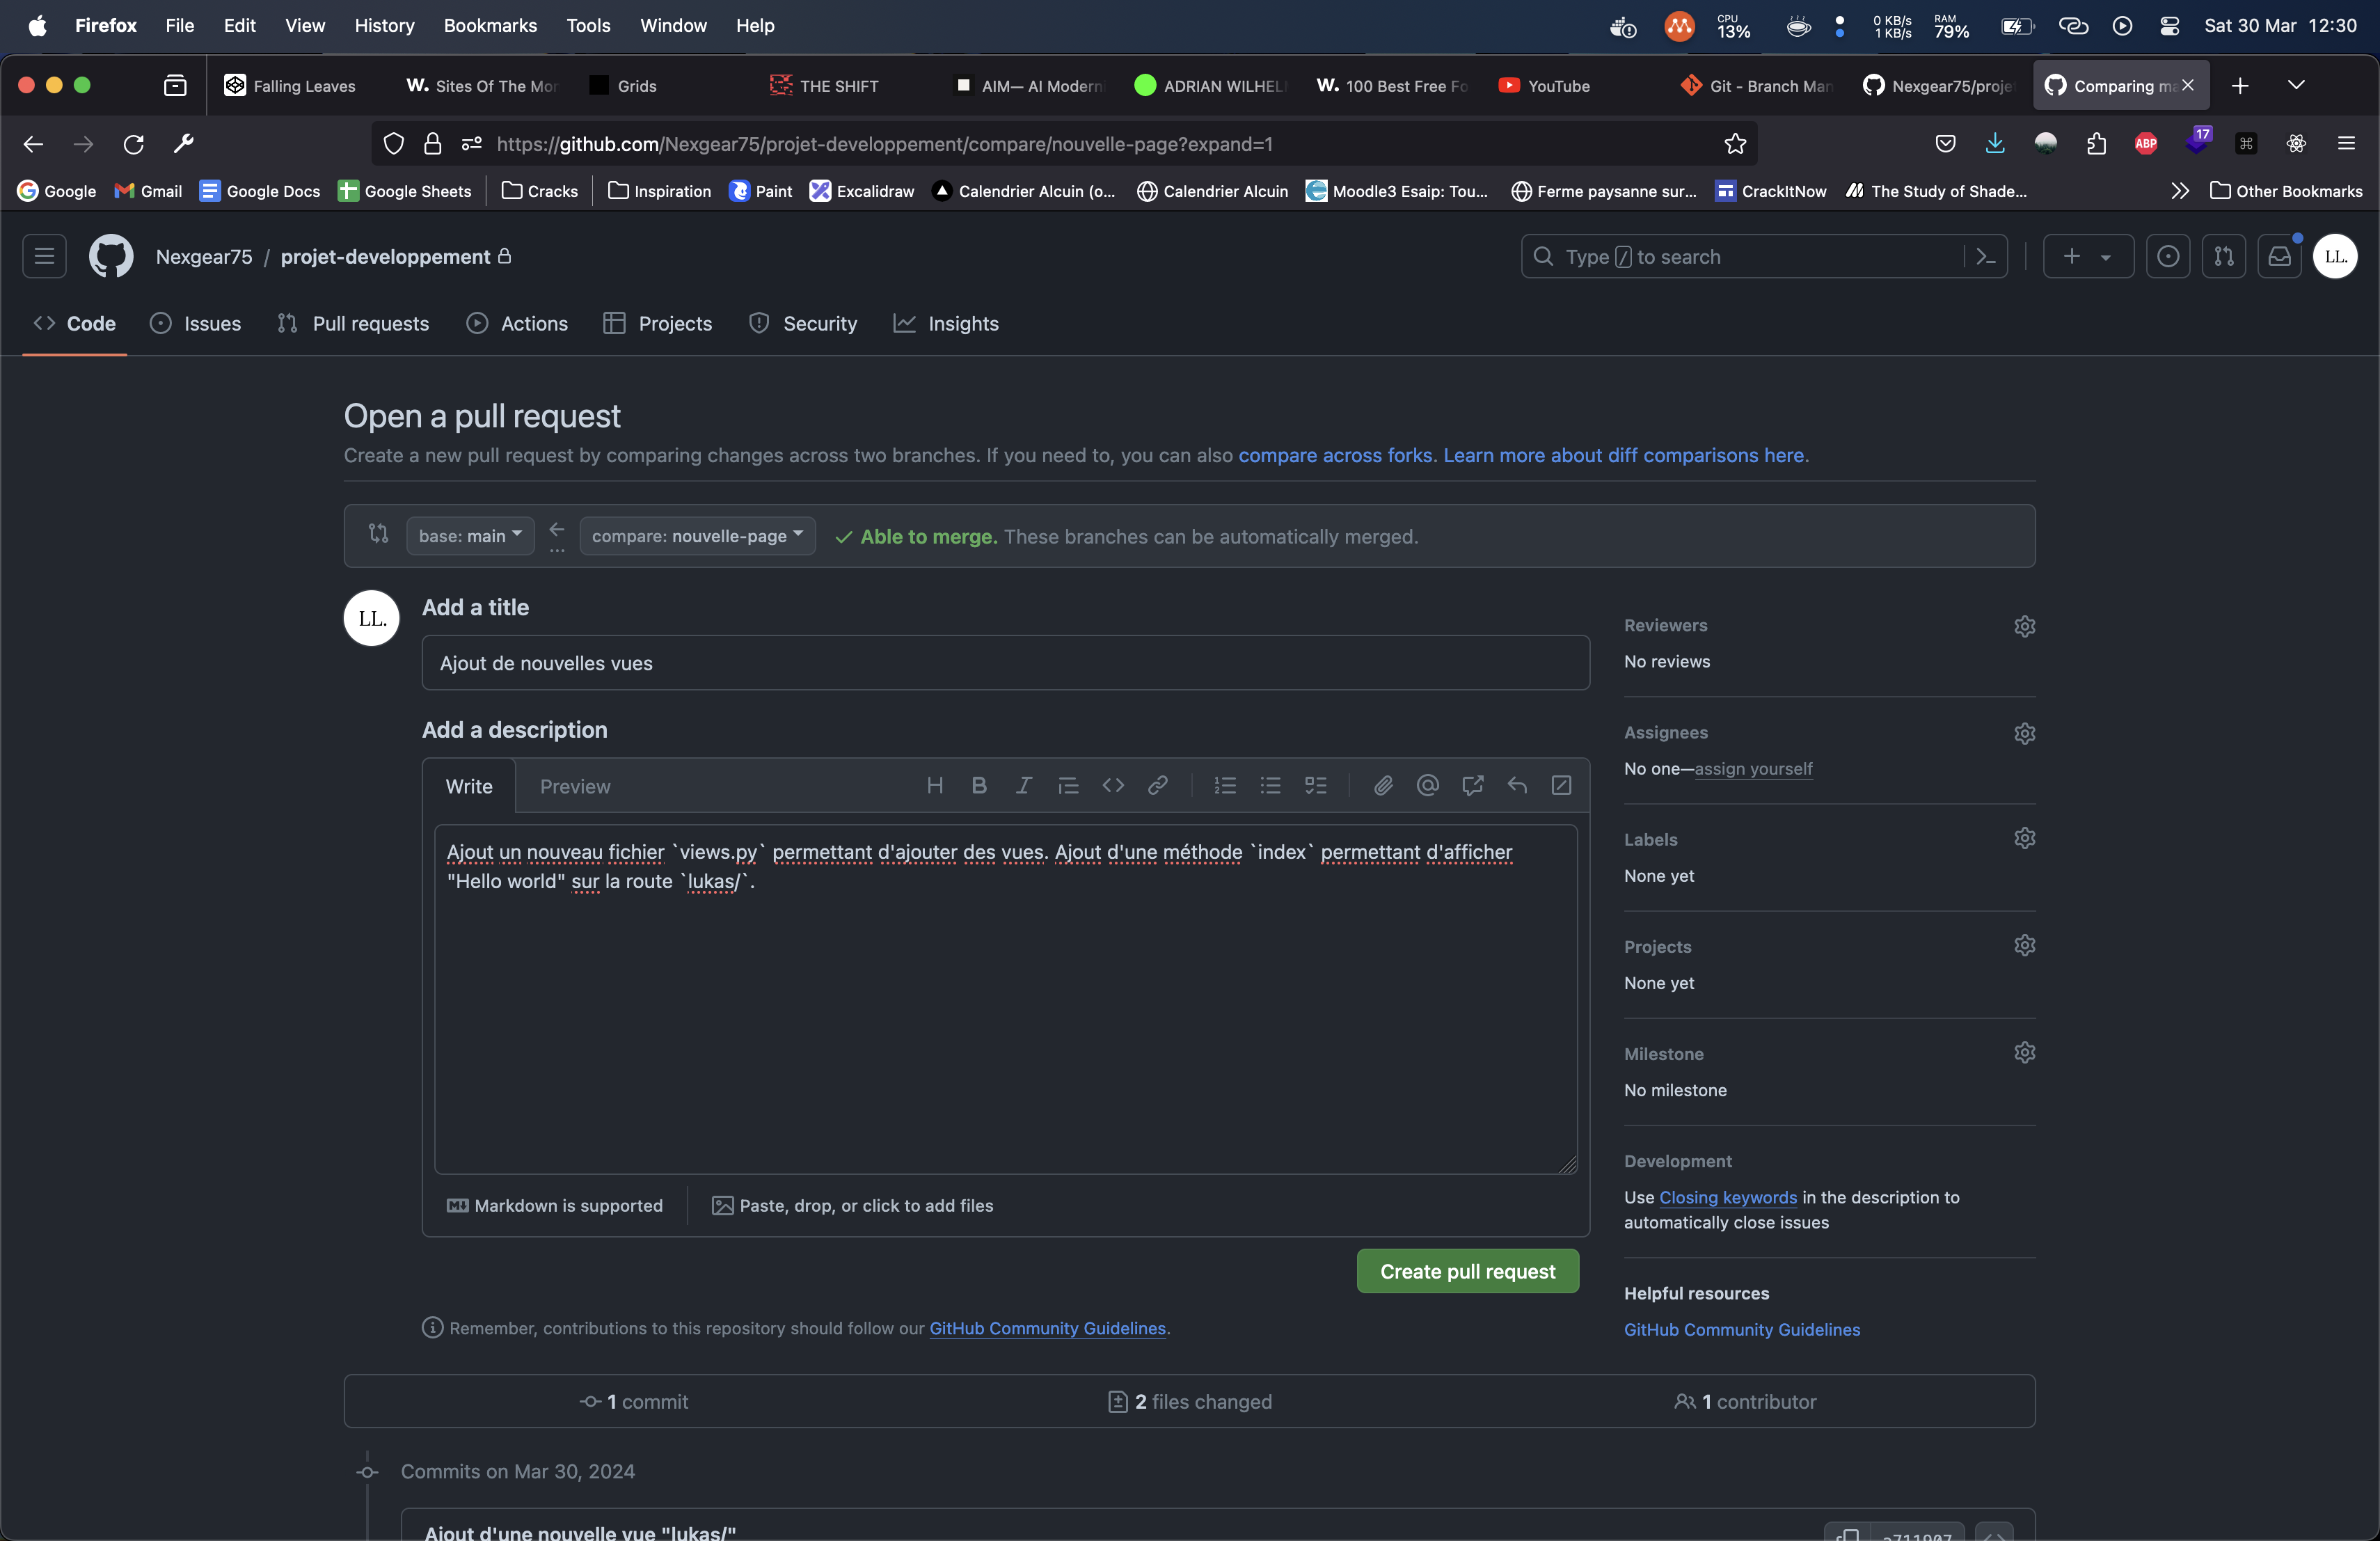 Firefox File Edit View History Bookmarks Tools Window Help CPU 13% 0 KB/s 1 KB/s RAM 79% Sat 30 Mar 12:30
Falling Leaves W. Sites Of The Mon Grids THE SHIFT AIM— AI Modern ADRIAN WILHEL W. 100 Best Free Fo YouTube Git - Branch Man Nexgear75/proje Comparing ma
https://github.com/Nexgear75/projet-developpement/compare/nouvelle-page?expand=1 ABP 17
Google Gmail Google Docs Google Sheets Cracks Inspiration Paint Excalidraw Calendrier Alcuin (o... Calendrier Alcuin Moodle3 Esaip: Tou... Ferme paysanne sur... CrackItNow The Study of Shade... Other Bookmarks
Nexgear75 / projet-developpement Type / to search LL.
Code Issues Pull requests Actions Projects Security Insights
Open a pull request
Create a new pull request by comparing changes across two branches. If you need to, you can also compare across forks. Learn more about diff comparisons here.
base: main compare: nouvelle-page Able to merge. These branches can be automatically merged.
LL.
Add a title
Ajout de nouvelles vues
Add a description
Write Preview
Ajout un nouveau fichier `views.py` permettant d'ajouter des vues. Ajout d'une méthode `index` permettant d'afficher
"Hello world" sur la route `lukas/`.
Markdown is supported Paste, drop, or click to add files
Create pull request
Remember, contributions to this repository should follow our GitHub Community Guidelines.
Reviewers
No reviews
Assignees
No one—assign yourself
Labels
None yet
Projects
None yet
Milestone
No milestone
Development
Use Closing keywords in the description to
automatically close issues
Helpful resources
GitHub Community Guidelines
1 commit 2 files changed 1 contributor
Commits on Mar 30, 2024
Ajout d'une nouvelle vue "lukas/"